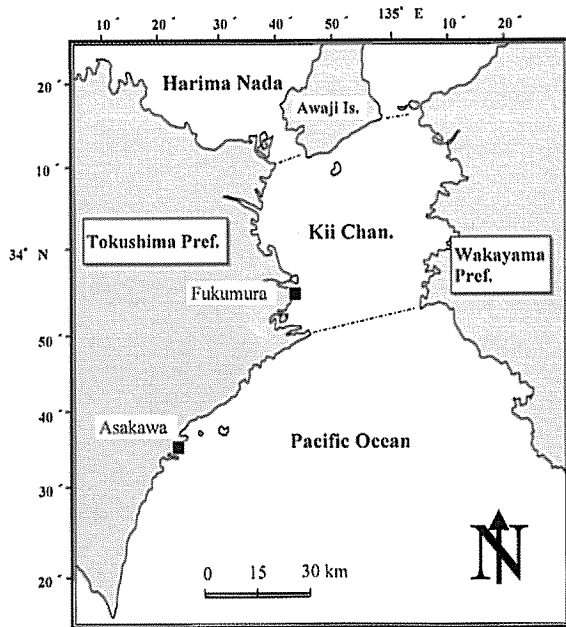 10´ 20´ 30´ 40´ 50´ 135° E 10´ 20´
20´
Harima Nada
Awaji Is.
10´
Kii Chan.
Tokushima Pref.
34° N
Wakayama
Pref.
Fukumura
50´
40´
Asakawa
Pacific Ocean
30´
N
20´
0 15 30 km